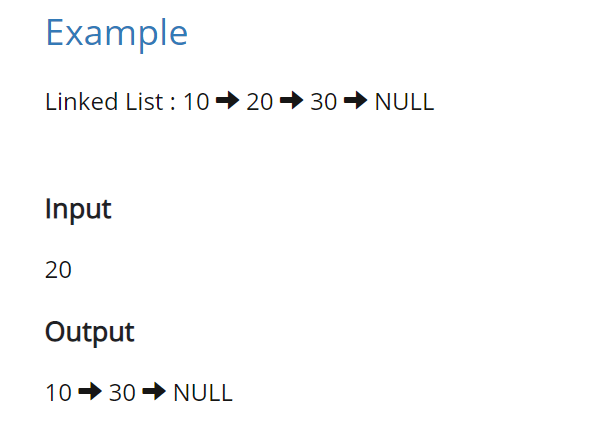 Example
Linked List : 10 🠊 20 🠊 30 🠊 NULL
Input
20
Output
10 🠊 30 🠊 NULL